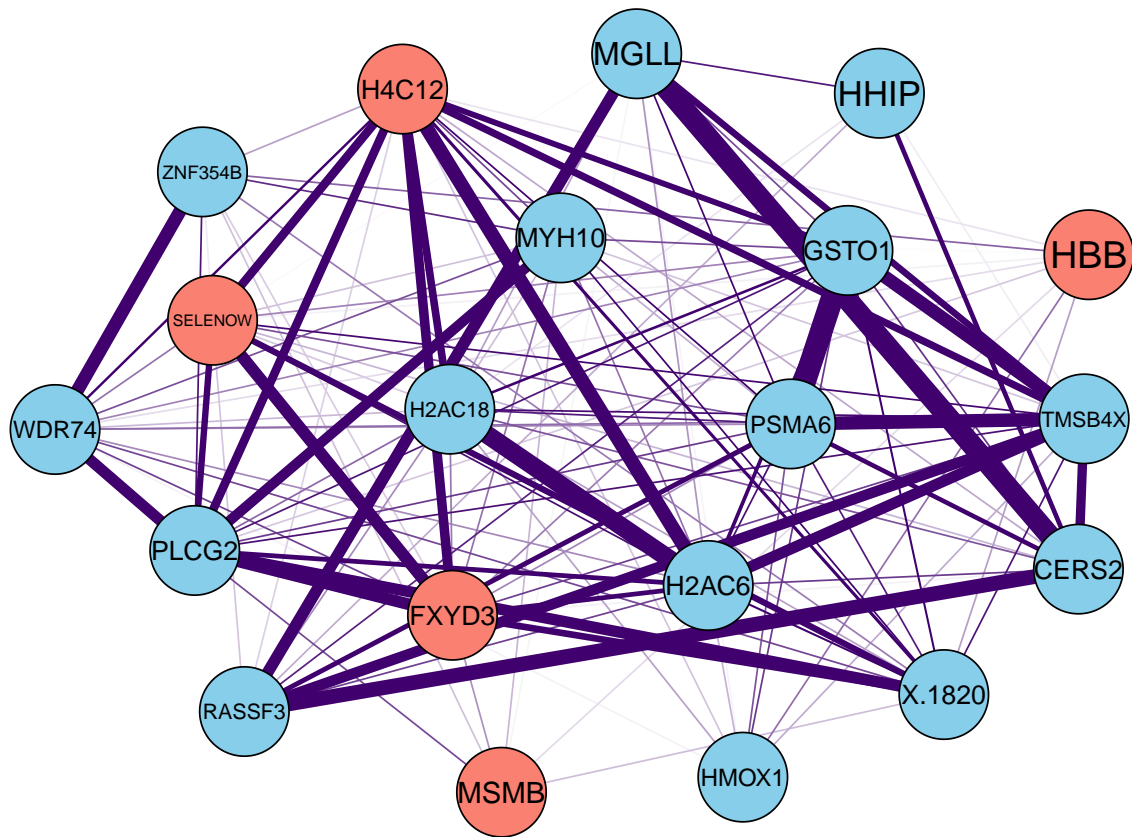 MGLL
H4C12
HHIP
ZNF354B
MYH10
GSTO1
HBB
SELENOW
H2AC18
PSMA6
TMSB4X
WDR74
PLCG2
H2AC6
CERS2
FXYD3
X.1820
RASSF3
HMOX1
MSMB